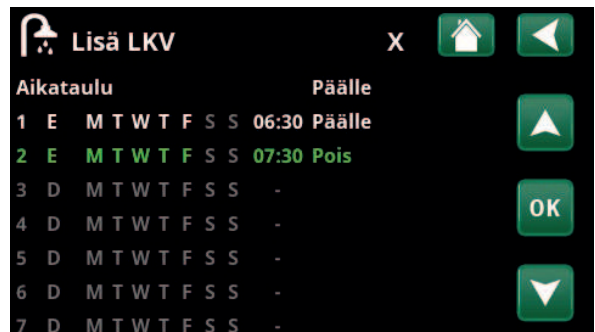 Lisä LKV X
Aikataulu Päälle
1 E M T W T F S S 06:30 Päälle
2 E M T W T F S S 07:30 Pois
3 D M T W T F S S -
4 D M T W T F S S -
OK
5 D M T W T F S S -
6 D M T W T F S S -
7 D M T W T F S S -